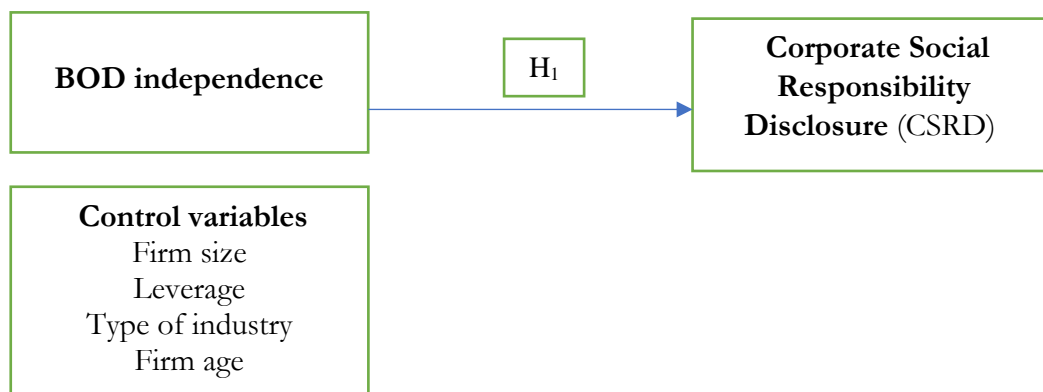 BOD independence
H₁
Corporate Social
Responsibility
Disclosure (CSRD)
Control variables
Firm size
Leverage
Type of industry
Firm age